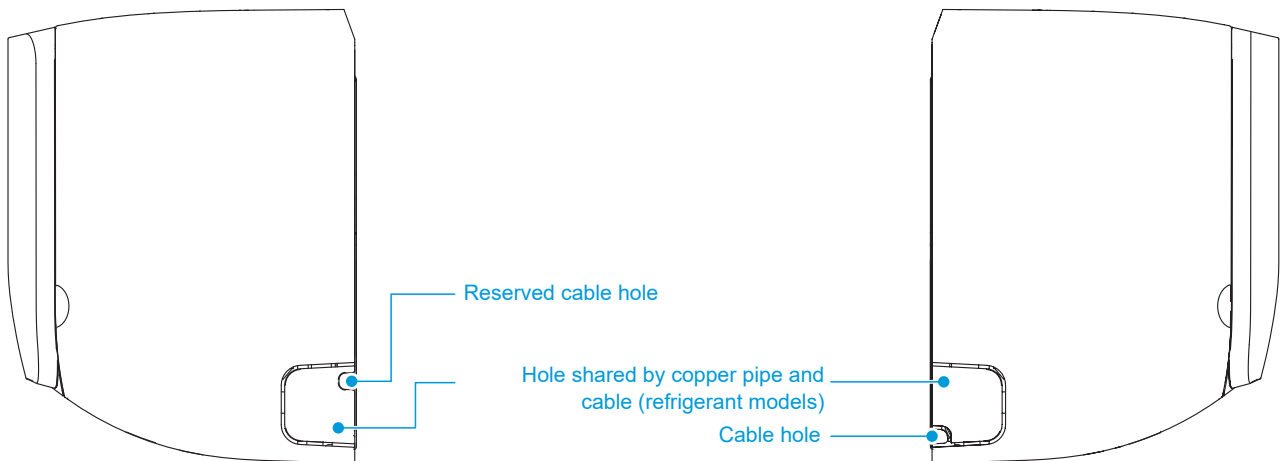 Reserved cable hole
Hole shared by copper pipe and
cable (refrigerant models)
Cable hole